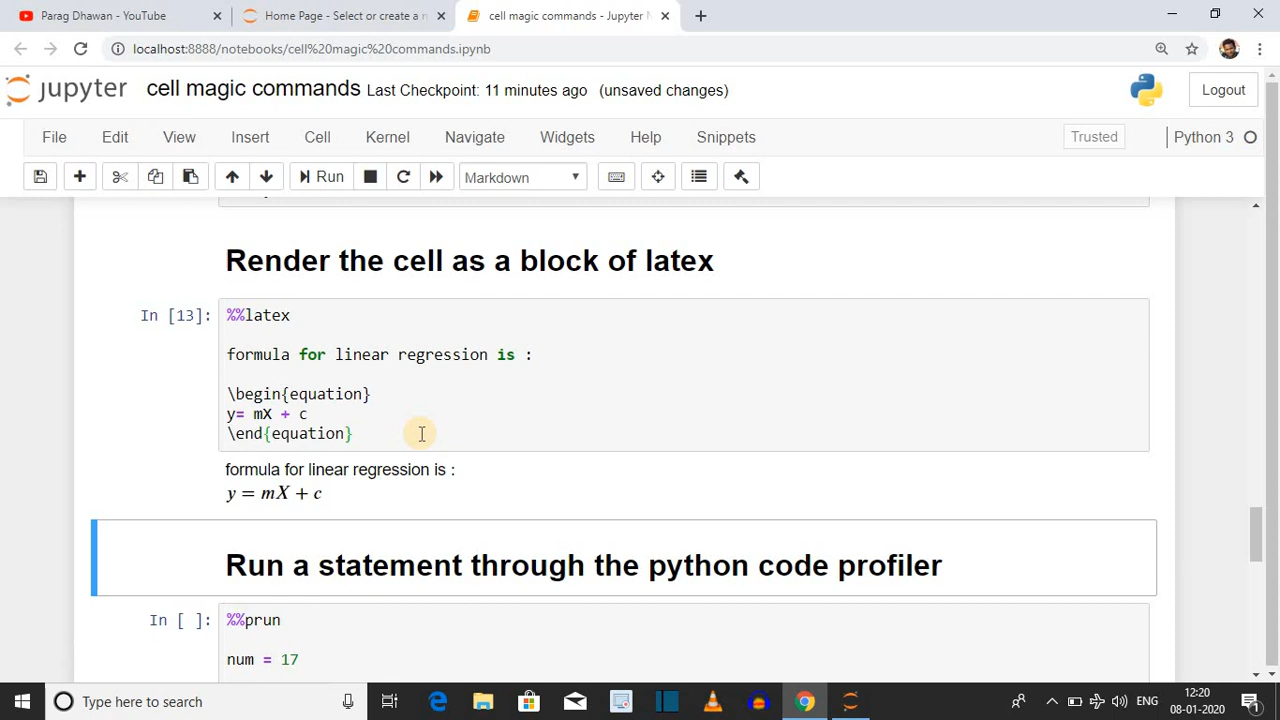 Parag Dhawan - YouTube
Home Page - Select or create a n
cell magic commands - Jupyter N
localhost:8888/notebooks/cell%20magic%20commands.ipynb
jupyter cell magic commands Last Checkpoint: 11 minutes ago (unsaved changes)
Logout
File Edit View Insert Cell Kernel Navigate Widgets Help Snippets
Trusted
Python 3
Run
Markdown
Render the cell as a block of latex
In [13]: %%latex
formula for linear regression is :
\begin{equation}
y= mX + c
\end{equation}
formula for linear regression is :
y = mX + c
Run a statement through the python code profiler
In [ ]: %%prun
num = 17
Type here to search
ENG
12:20
08-01-2020
1